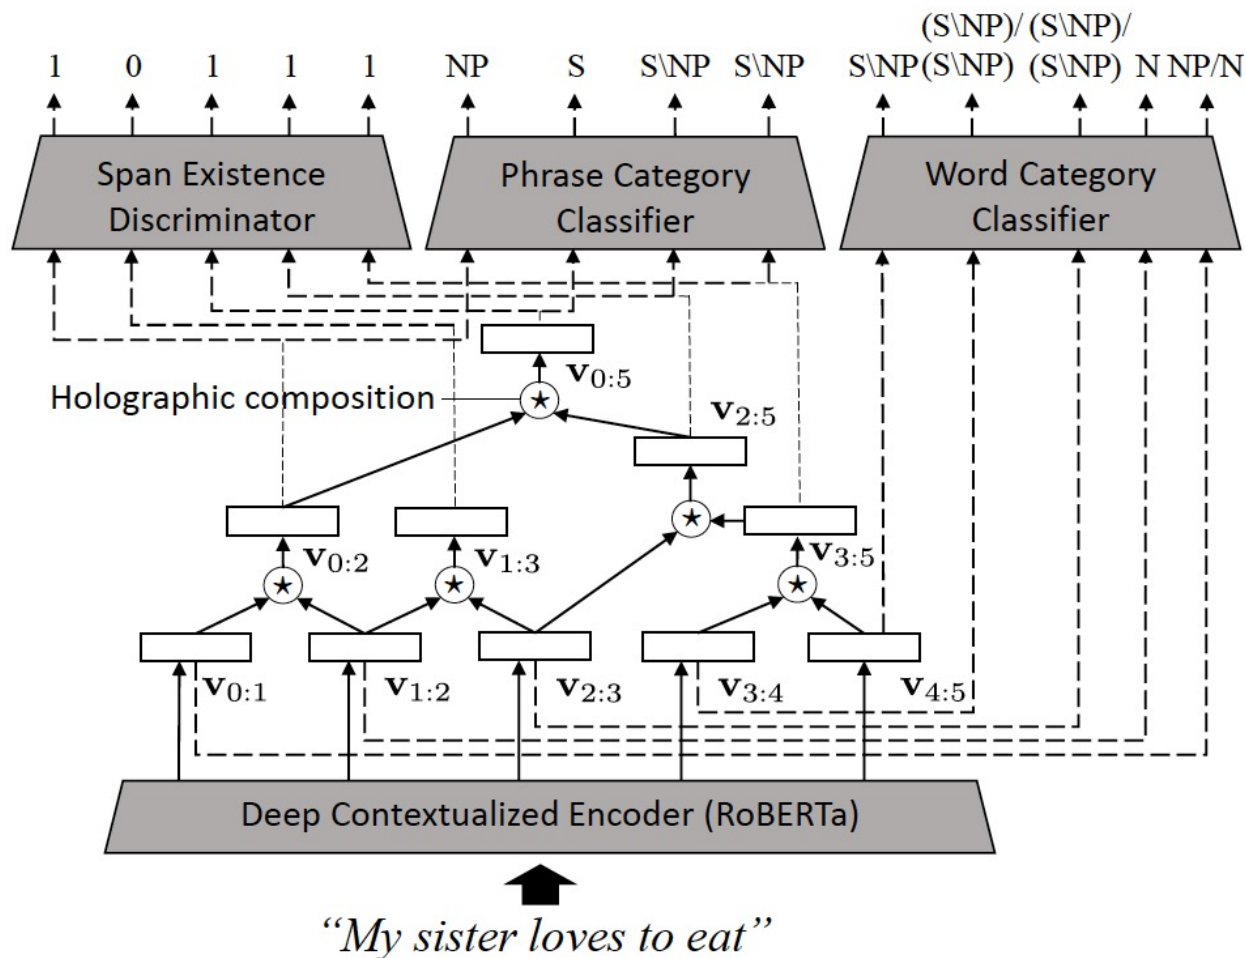 (S\NP)/ (S\NP)/
1 0 1 1 1 NP S S\NP S\NP S\NP (S\NP) (S\NP) N NP/N
Span Existence
Discriminator
Phrase Category
Classifier
Word Category
Classifier
v0:5
Holographic composition
★
v2:5
★
v0:2
v1:3
v3:5
★ ★ ★
v0:1 v1:2 v2:3 v3:4 v4:5
Deep Contextualized Encoder (RoBERTa)
“My sister loves to eat”